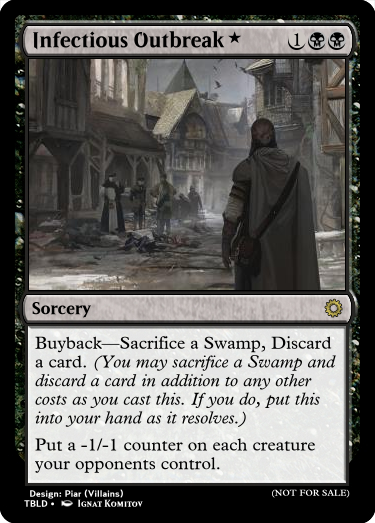 Infectious Outbreak★ 1
Sorcery
Buyback—Sacrifice a Swamp, Discard
a card. (You may sacrifice a Swamp and
discard a card in addition to any other
costs as you cast this. If you do, put this
into your hand as it resolves.)
Put a -1/-1 counter on each creature
your opponents control.
Design: Piar (Villains)
(NOT FOR SALE)
TBLD • Ignat Komitov